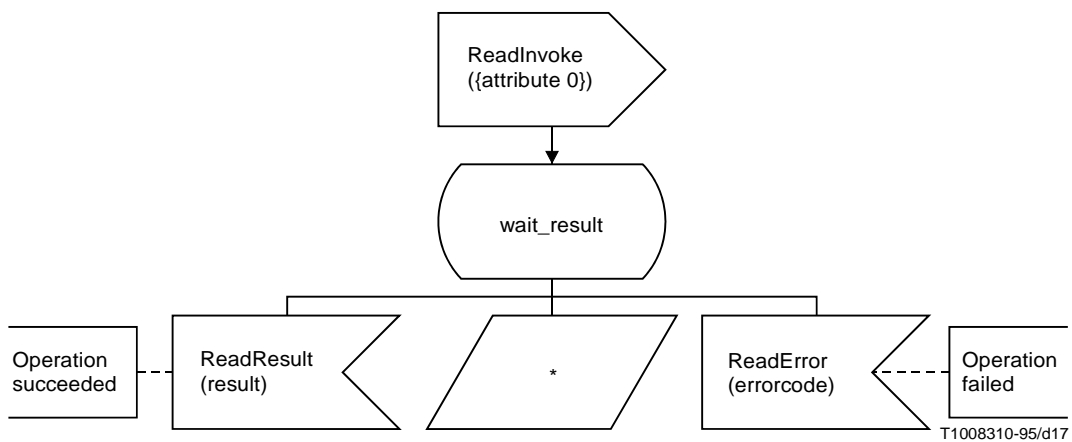 ReadInvoke
({attribute 0})
wait_result
Operation
succeeded
ReadResult
(result)
*
ReadError
(errorcode)
Operation
failed
T1008310-95/d17